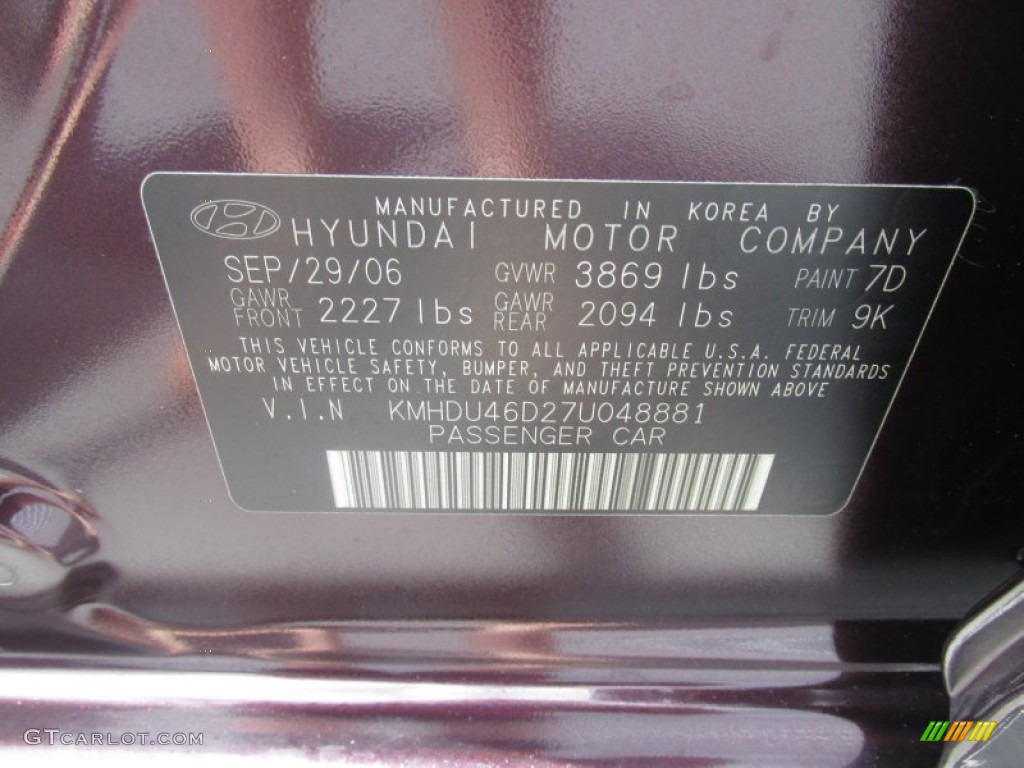 MANUFACTURED IN KOREA BY
HYUNDAI MOTOR COMPANY
SEP/29/06 GVWR 3869 lbs PAINT 7D
GAWR FRONT 2227 lbs GAWR REAR 2094 lbs TRIM 9K
THIS VEHICLE CONFORMS TO ALL APPLICABLE U.S.A. FEDERAL
MOTOR VEHICLE SAFETY, BUMPER, AND THEFT PREVENTION STANDARDS
IN EFFECT ON THE DATE OF MANUFACTURE SHOWN ABOVE
V.I.N KMHDU46D27U048881
PASSENGER CAR
GTCARLOT.COM